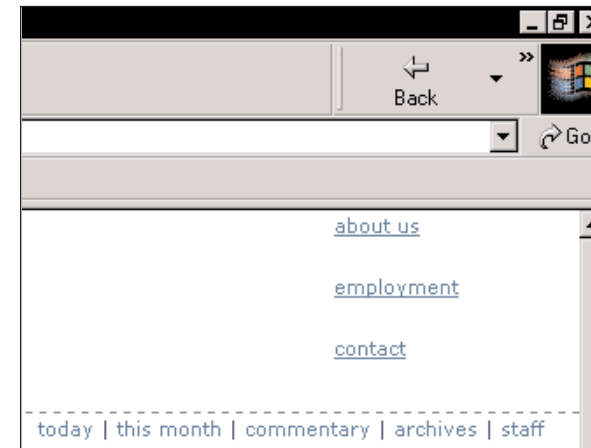 Back
Go
about us
employment
contact
today | this month | commentary | archives | staff